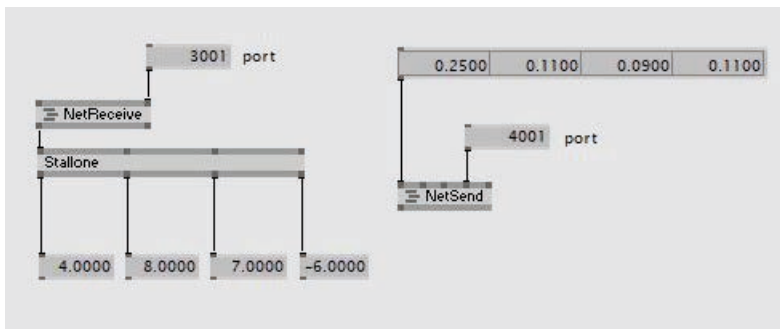 3001 port
NetReceive
Stallone
4.0000 8.0000 7.0000 -6.0000
0.2500 0.1100 0.0900 0.1100
4001 port
NetSend